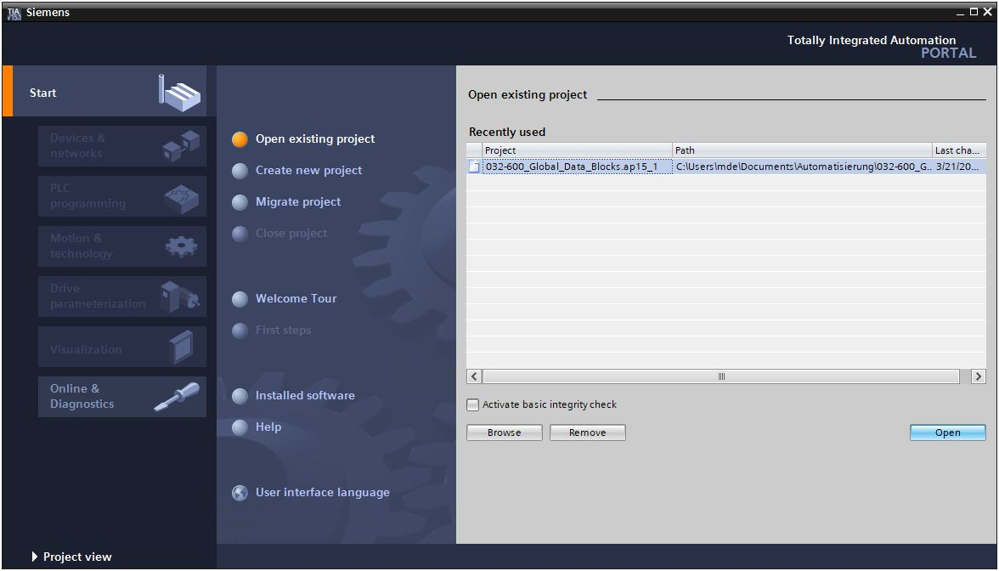 Siemens
Totally Integrated Automation
PORTAL
Start
Devices &
networks
PLC
programming
Motion &
technology
Drive
parameterization
Visualization
Online &
Diagnostics
Open existing project
Create new project
Migrate project
Close project
Welcome Tour
First steps
Installed software
Help
User interface language
Open existing project
Recently used
Project Path Last cha...
032-600_Global_Data_Blocks.ap15_1 C:\Users\mde\Documents\Automatisierung\032-600_G... 3/21/20...
Activate basic integrity check
Browse Remove Open
Project view